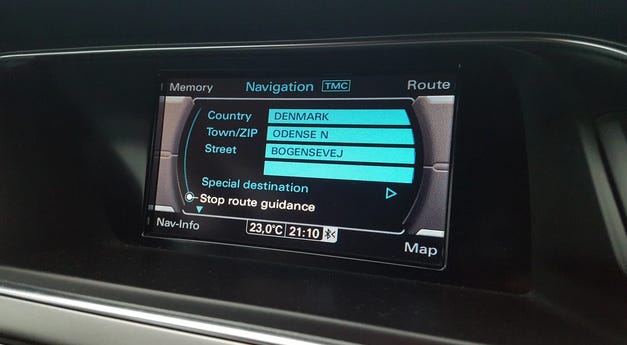 Memory Navigation TMC Route
Country DENMARK
Town/ZIP ODENSE N
Street BOGENSEVEJ
Special destination
Stop route guidance
Nav-Info 23,0°C 21:10 Map